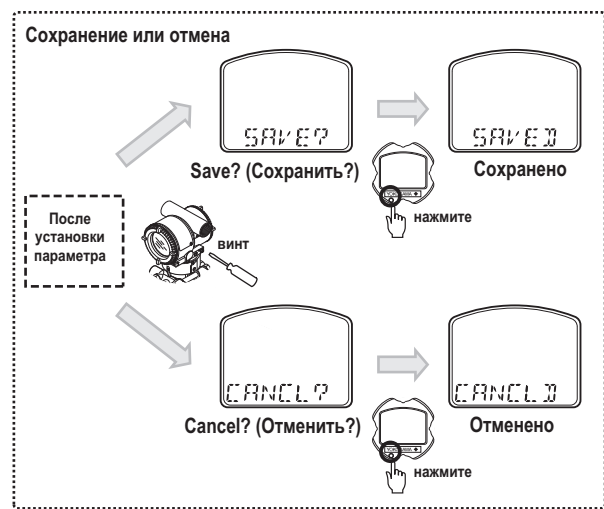 Сохранение или отмена
SAVE?
SAVED
Save? (Сохранить?)
Сохранено
нажмите
После
установки
параметра
винт
CANCL?
CANCLD
Cancel? (Отменить?)
Отменено
нажмите